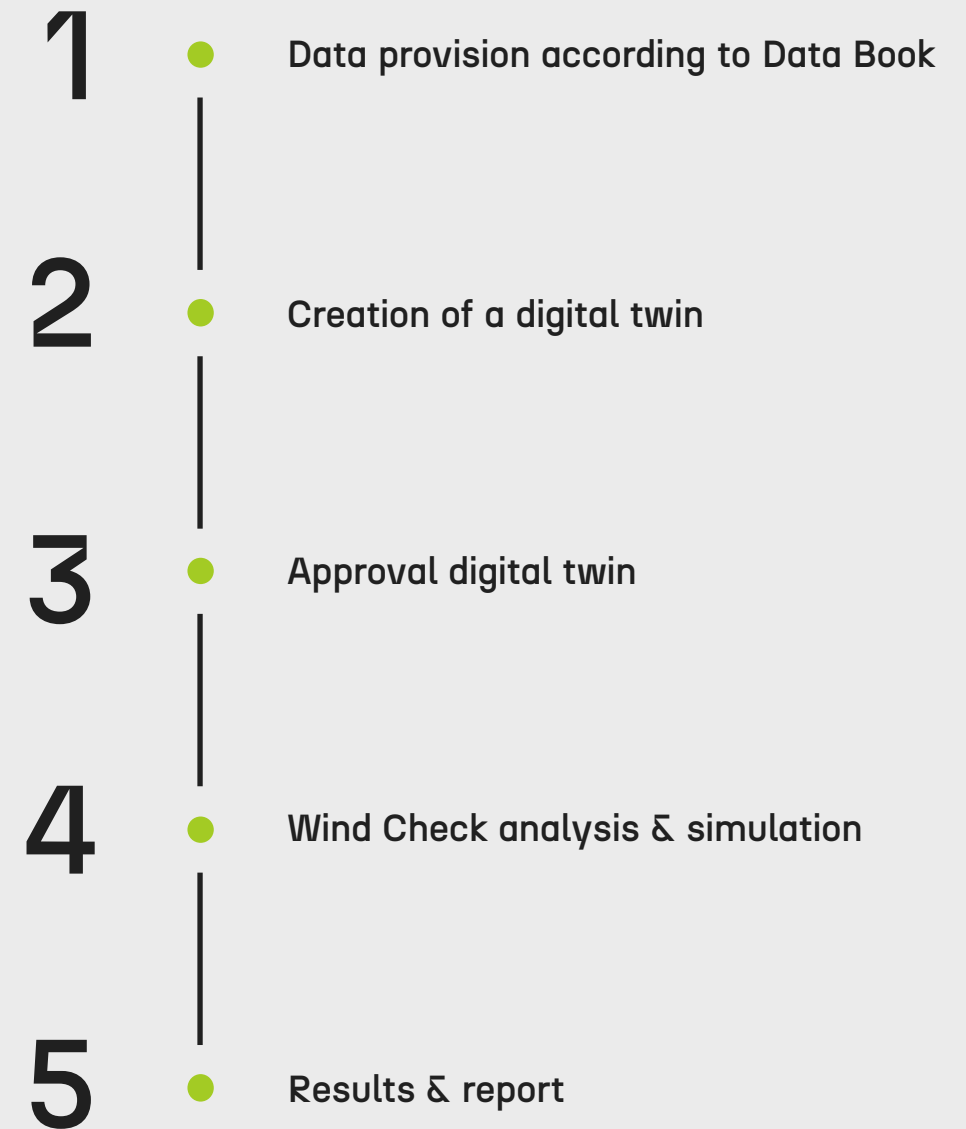 1
Data provision according to Data Book
2
Creation of a digital twin
3
Approval digital twin
4
Wind Check analysis & simulation
5
Results & report